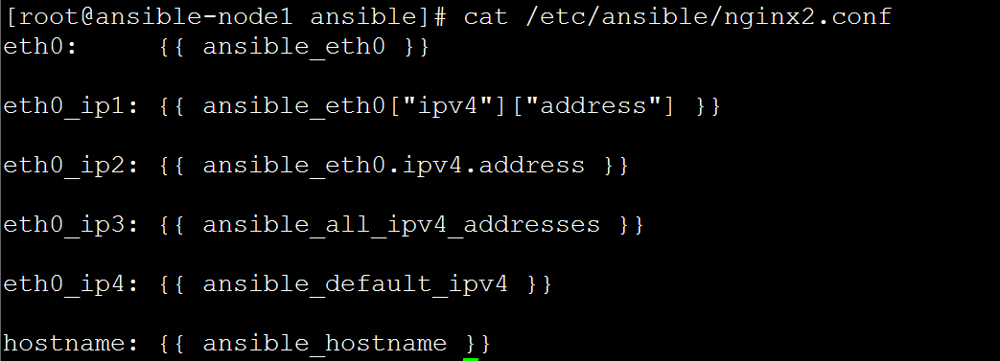 [root@ansible-node1 ansible]# cat /etc/ansible/nginx2.conf
eth0:     {{ ansible_eth0 }}
eth0_ip1: {{ ansible_eth0["ipv4"]["address"] }}
eth0_ip2: {{ ansible_eth0.ipv4.address }}
eth0_ip3: {{ ansible_all_ipv4_addresses }}
eth0_ip4: {{ ansible_default_ipv4 }}
hostname: {{ ansible_hostname }}